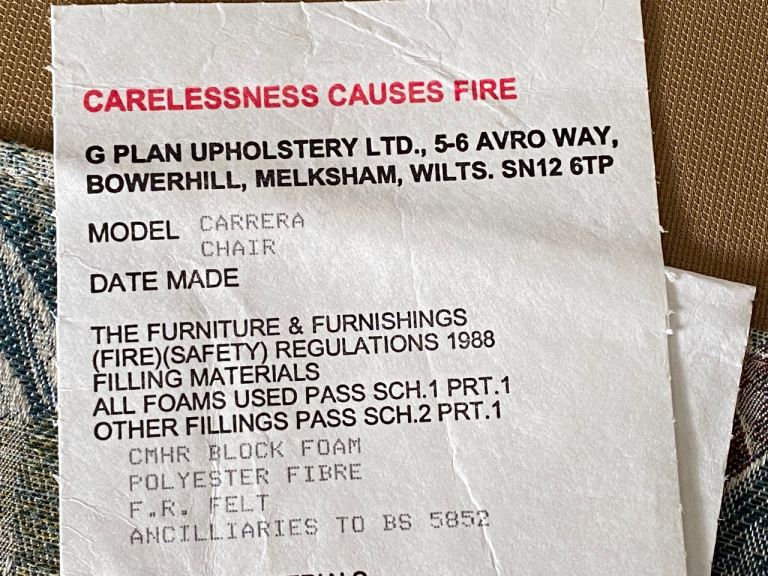 CARELESSNESS CAUSES FIRE
G PLAN UPHOLSTERY LTD., 5-6 AVRO WAY,
BOWERHILL, MELKSHAM, WILTS. SN12 6TP
MODEL CARRERA
CHAIR
DATE MADE
THE FURNITURE & FURNISHINGS
(FIRE)(SAFETY) REGULATIONS 1988
FILLING MATERIALS
ALL FOAMS USED PASS SCH.1 PRT.1
OTHER FILLINGS PASS SCH.2 PRT.1
CMHR BLOCK FOAM
POLYESTER FIBRE
F.R. FELT
ANCILLIARIES TO BS 5852